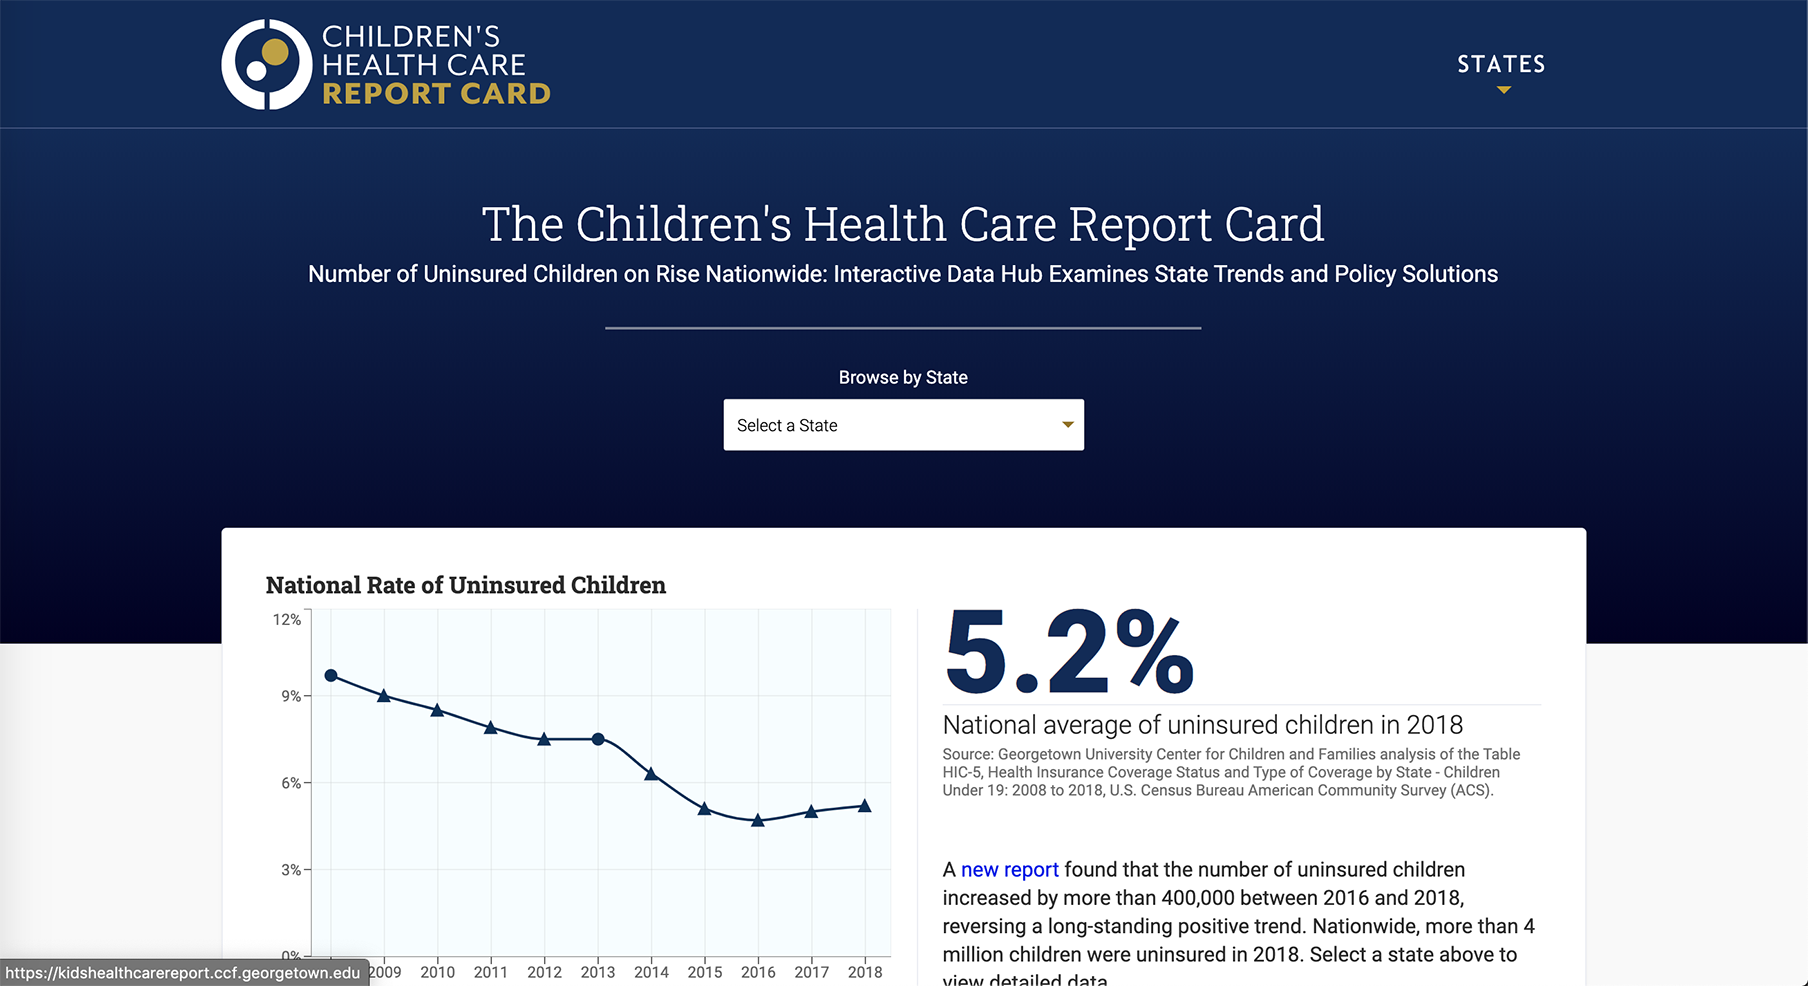 CHILDREN'S
HEALTH CARE
REPORT CARD
STATES
The Children's Health Care Report Card
Number of Uninsured Children on Rise Nationwide: Interactive Data Hub Examines State Trends and Policy Solutions
Browse by State
Select a State
National Rate of Uninsured Children
12%
9%
6%
3%
0%
2009 2010 2011 2012 2013 2014 2015 2016 2017 2018
5.2%
National average of uninsured children in 2018
Source: Georgetown University Center for Children and Families analysis of the Table
HIC-5, Health Insurance Coverage Status and Type of Coverage by State - Children
Under 19: 2008 to 2018, U.S. Census Bureau American Community Survey (ACS).
A new report found that the number of uninsured children
increased by more than 400,000 between 2016 and 2018,
reversing a long-standing positive trend. Nationwide, more than 4
million children were uninsured in 2018. Select a state above to
view detailed data.
https://kidshealthcarereport.ccf.georgetown.edu